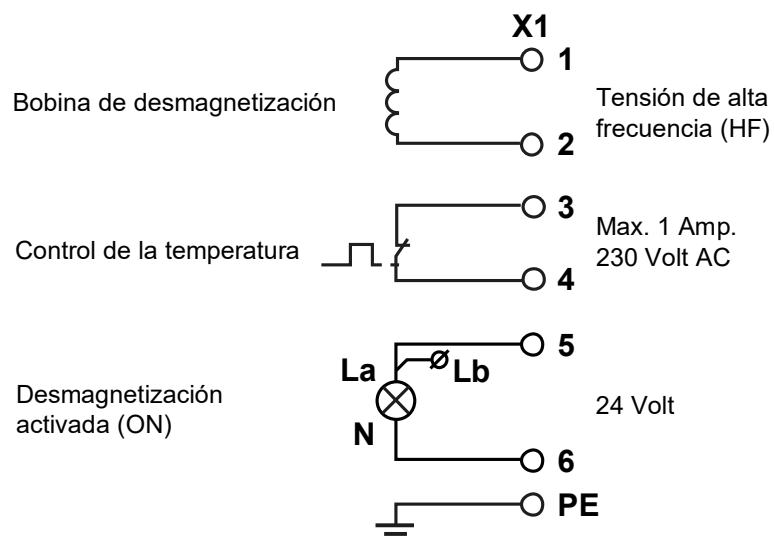 X1
1
Bobina de desmagnetización
Tensión de alta
frecuencia (HF)
2
3
Control de la temperatura
Max. 1 Amp.
230 Volt AC
4
5
La
Lb
Desmagnetización
activada (ON)
24 Volt
N
6
PE